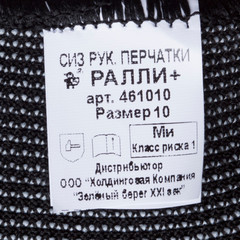 СИЗ РУК. ПЕРЧАТКИ
РАЛЛИ+
арт. 461010
Размер 10
Ми
Класс риска 1
Дистрибьютор
ООО "Холдинговая Компания
"Зеленый берег XXI век"